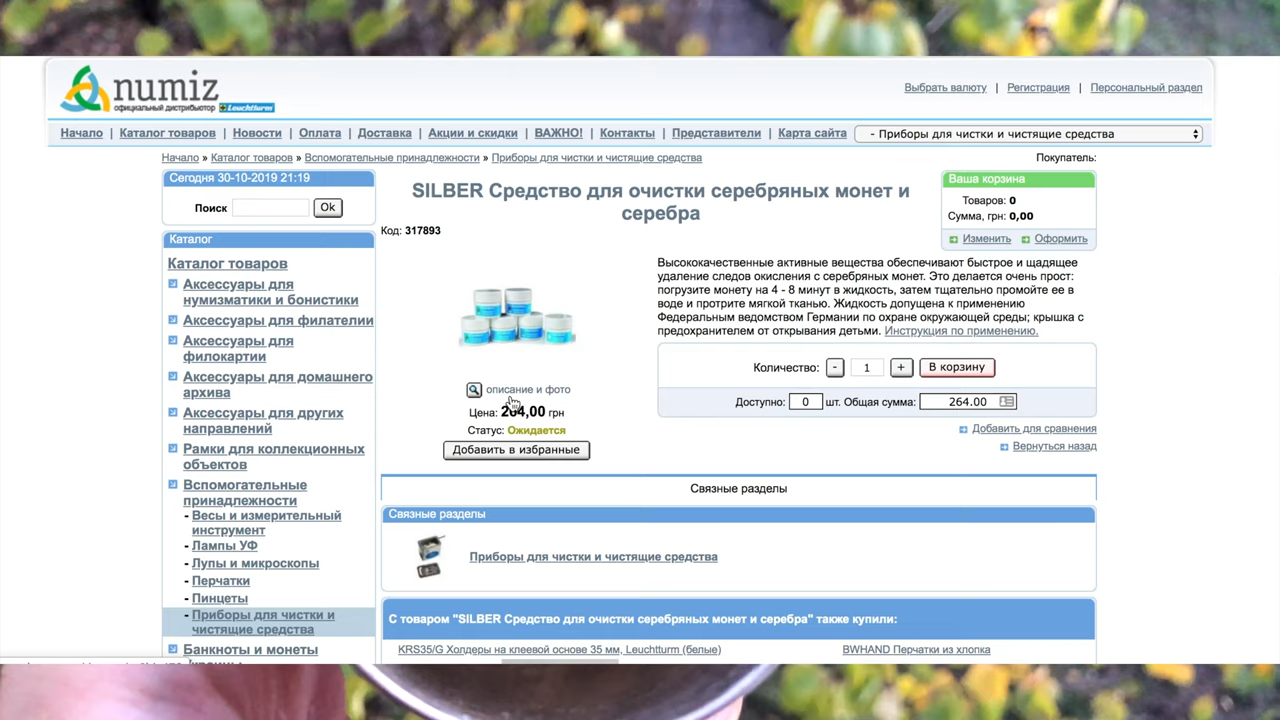 numiz
официальный дистрибьютор Leuchtturm
Выбрать валюту | Регистрация | Персональный раздел
Начало | Каталог товаров | Новости | Оплата | Доставка | Акции и скидки | ВАЖНО! | Контакты | Представители | Карта сайта
- Приборы для чистки и чистящие средства
Начало » Каталог товаров » Вспомогательные принадлежности » Приборы для чистки и чистящие средства
Покупатель:
Сегодня 30-10-2019 21:19
Поиск
Ok
Каталог
Каталог товаров
Аксессуары для
нумизматики и бонистики
Аксессуары для филателии
Аксессуары для
филокартии
Аксессуары для домашнего
архива
Аксессуары для других
направлений
Рамки для коллекционных
объектов
Вспомогательные
принадлежности
- Весы и измерительный
инструмент
- Лампы УФ
- Лупы и микроскопы
- Перчатки
- Пинцеты
- Приборы для чистки и
чистящие средства
Банкноты и монеты
SILBER Средство для очистки серебряных монет и
серебра
Код: 317893
описание и фото
Цена: 264,00 грн
Статус: Ожидается
Добавить в избранные
Высококачественные активные вещества обеспечивают быстрое и щадящее
удаление следов окисления с серебряных монет. Это делается очень прост:
погрузите монету на 4 - 8 минут в жидкость, затем тщательно промойте ее в
воде и протрите мягкой тканью. Жидкость допущена к применению
Федеральным ведомством Германии по охране окружающей среды; крышка с
предохранителем от открывания детьми. Инструкция по применению.
Количество: - 1 + В корзину
Доступно: 0 шт. Общая сумма: 264.00
Добавить для сравнения
Вернуться назад
Ваша корзина
Товаров: 0
Сумма, грн: 0,00
Изменить Оформить
Связные разделы
Связные разделы
Приборы для чистки и чистящие средства
С товаром "SILBER Средство для очистки серебряных монет и серебра" также купили:
KRS35/G Холдеры на клеевой основе 35 мм, Leuchtturm (белые)
BWHAND Перчатки из хлопка